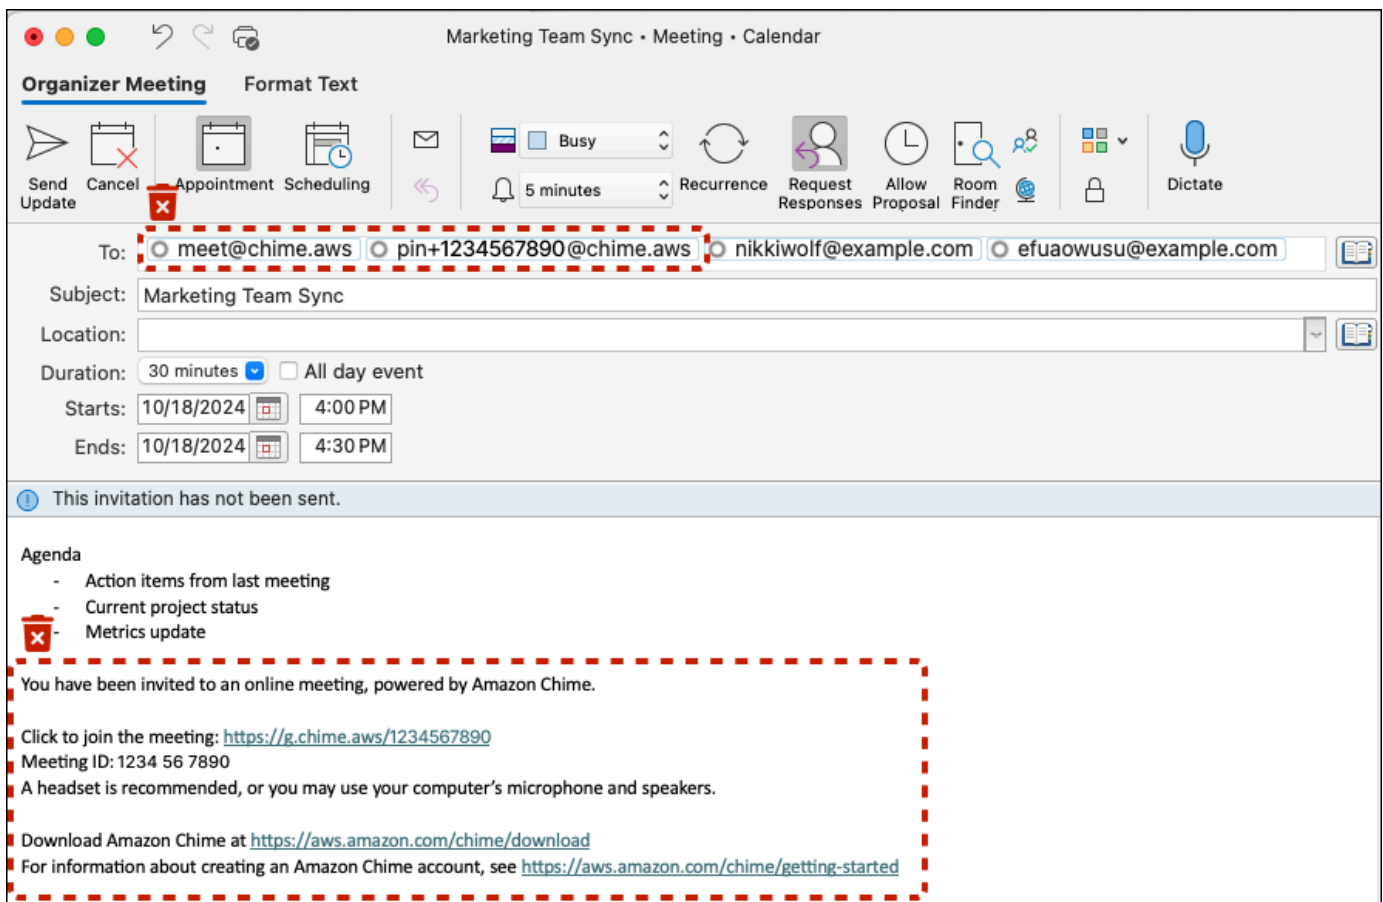 Marketing Team Sync • Meeting • Calendar
Organizer Meeting Format Text
Send Update Cancel Appointment Scheduling Busy 5 minutes Recurrence Request Responses Allow Proposal Room Finder Dictate
To: meet@chime.aws pin+1234567890@chime.aws nikkiwolf@example.com efuaowusu@example.com
Subject: Marketing Team Sync
Location:
Duration: 30 minutes All day event
Starts: 10/18/2024 4:00 PM
Ends: 10/18/2024 4:30 PM
This invitation has not been sent.
Agenda
- Action items from last meeting
- Current project status
- Metrics update
You have been invited to an online meeting, powered by Amazon Chime.
Click to join the meeting: https://g.chime.aws/1234567890
Meeting ID: 1234 56 7890
A headset is recommended, or you may use your computer’s microphone and speakers.
Download Amazon Chime at https://aws.amazon.com/chime/download
For information about creating an Amazon Chime account, see https://aws.amazon.com/chime/getting-started